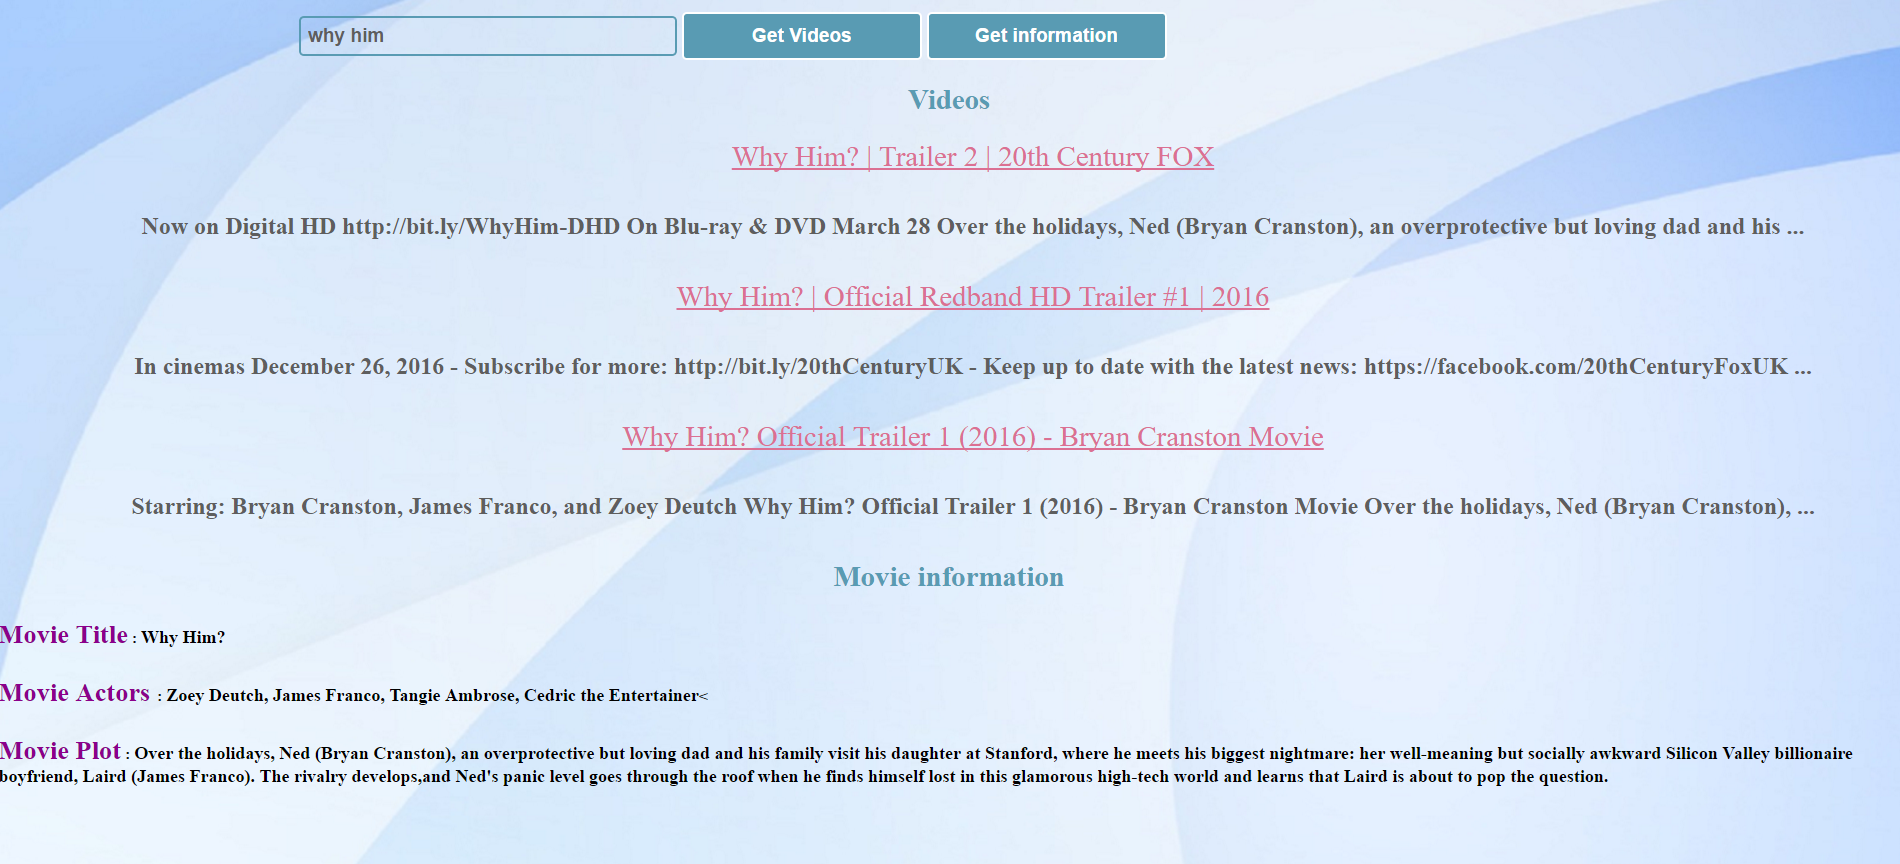 why him Get Videos Get information
Videos
Why Him? | Trailer 2 | 20th Century FOX
Now on Digital HD http://bit.ly/WhyHim-DHD On Blu-ray & DVD March 28 Over the holidays, Ned (Bryan Cranston), an overprotective but loving dad and his ...
Why Him? | Official Redband HD Trailer #1 | 2016
In cinemas December 26, 2016 - Subscribe for more: http://bit.ly/20thCenturyUK - Keep up to date with the latest news: https://facebook.com/20thCenturyFoxUK ...
Why Him? Official Trailer 1 (2016) - Bryan Cranston Movie
Starring: Bryan Cranston, James Franco, and Zoey Deutch Why Him? Official Trailer 1 (2016) - Bryan Cranston Movie Over the holidays, Ned (Bryan Cranston), ...
Movie information
Movie Title : Why Him?
Movie Actors : Zoey Deutch, James Franco, Tangie Ambrose, Cedric the Entertainer<
Movie Plot : Over the holidays, Ned (Bryan Cranston), an overprotective but loving dad and his family visit his daughter at Stanford, where he meets his biggest nightmare: her well-meaning but socially awkward Silicon Valley billionaire
boyfriend, Laird (James Franco). The rivalry develops,and Ned's panic level goes through the roof when he finds himself lost in this glamorous high-tech world and learns that Laird is about to pop the question.